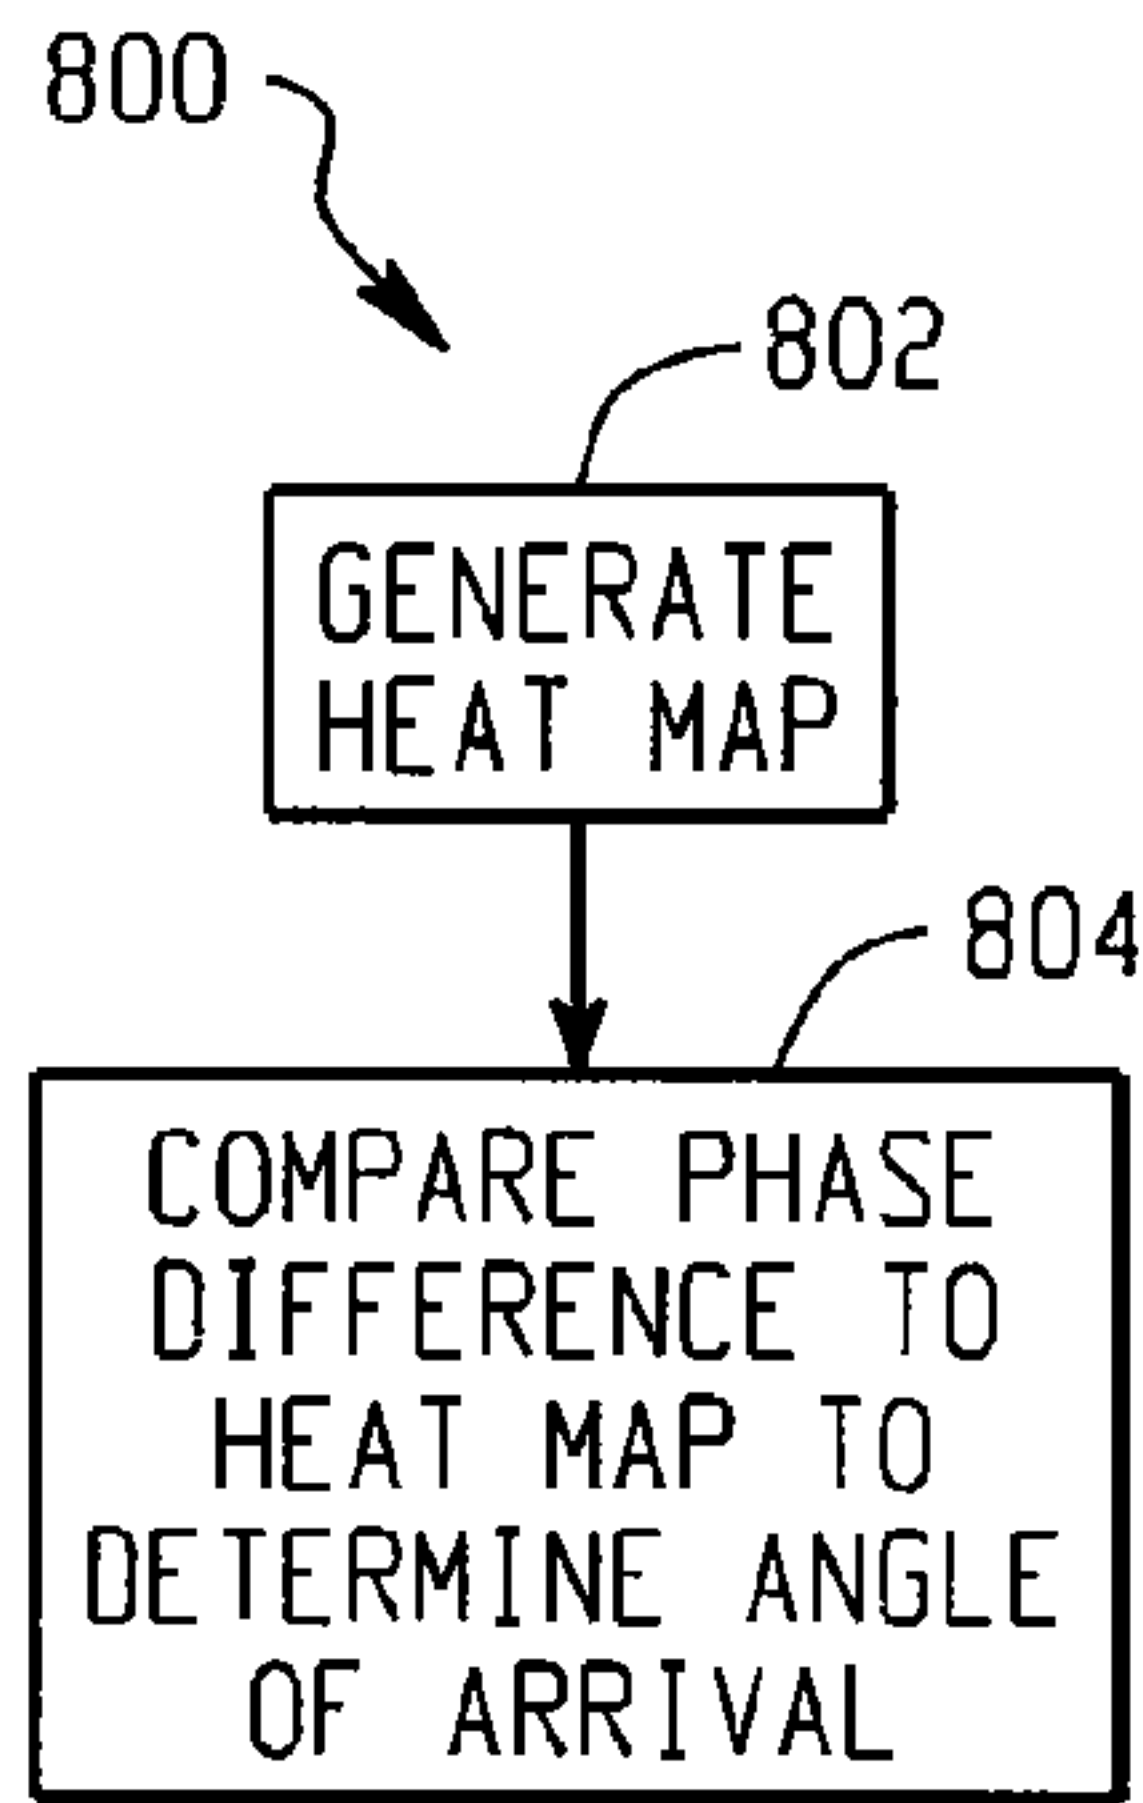 800
802
GENERATE
HEAT MAP
804
COMPARE PHASE
DIFFERENCE TO
HEAT MAP TO
DETERMINE ANGLE
OF ARRIVAL